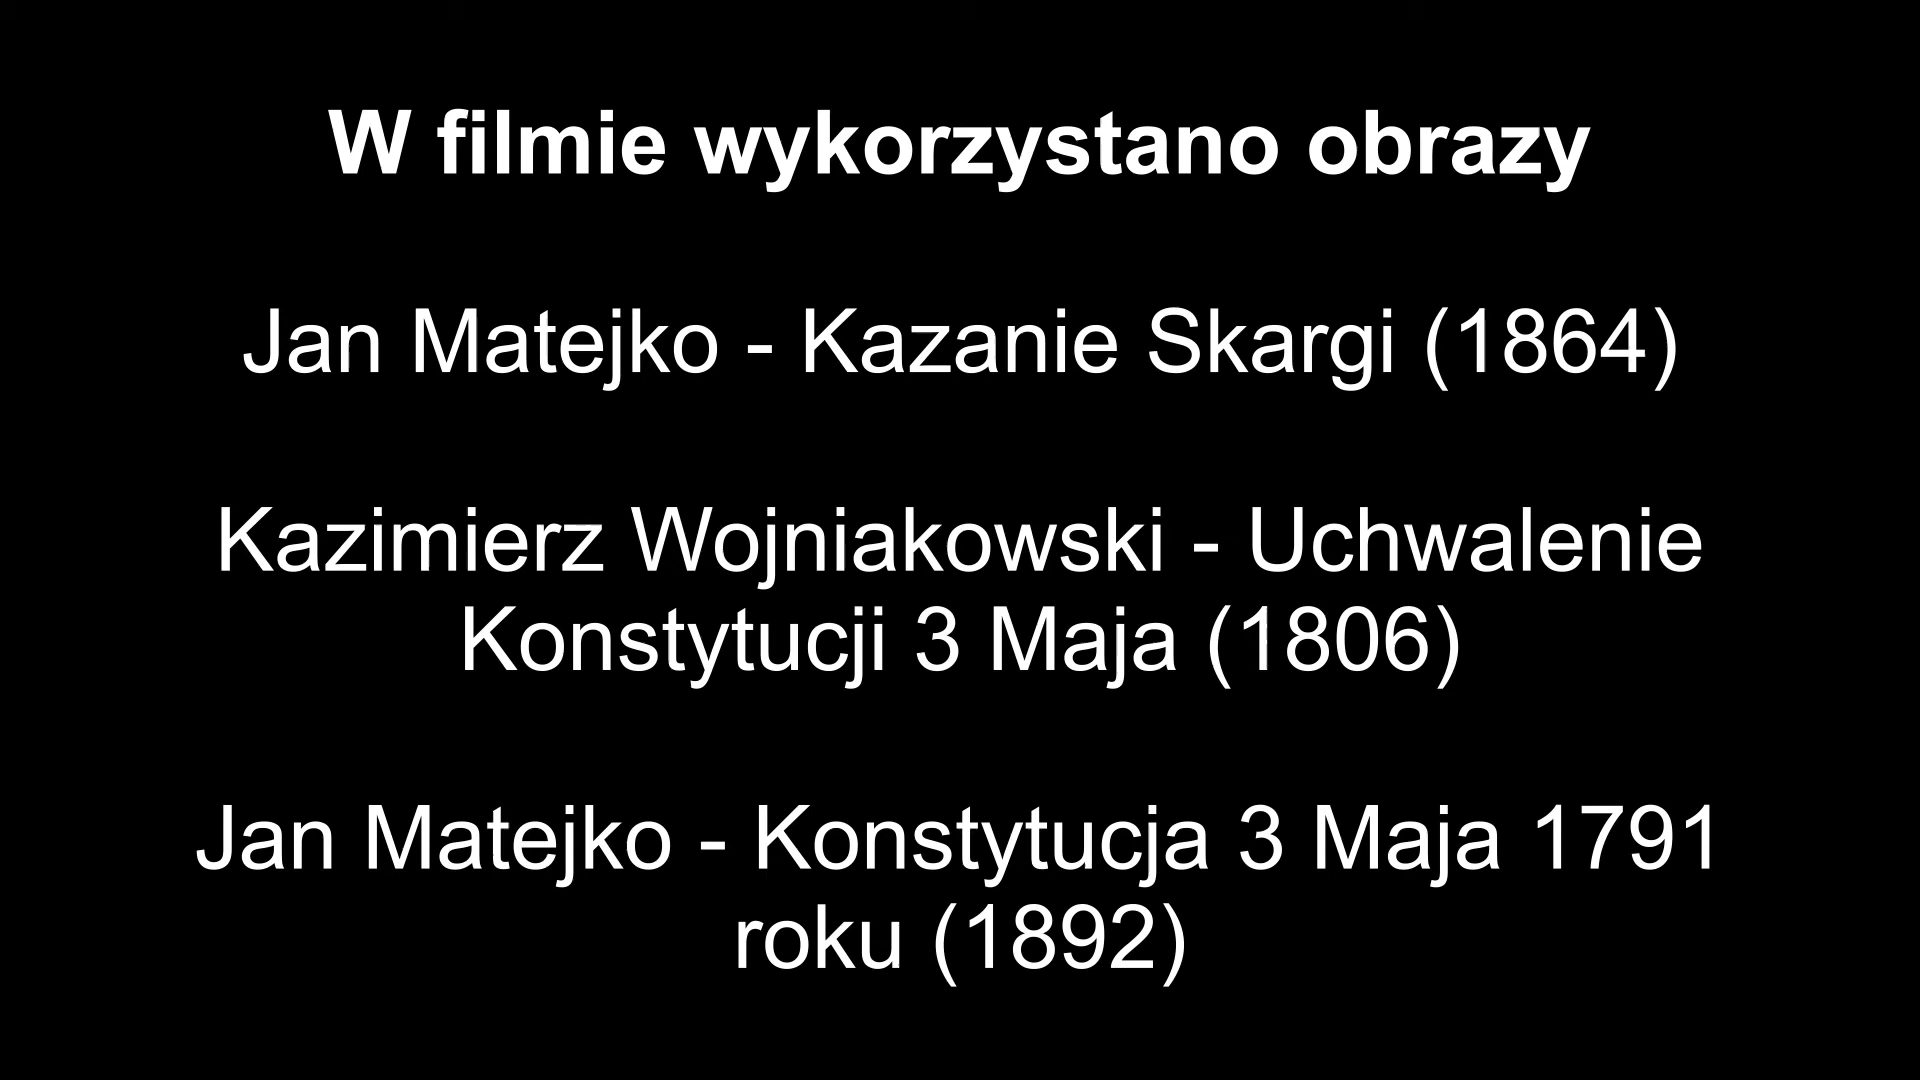 W filmie wykorzystano obrazy
Jan Matejko - Kazanie Skargi (1864)
Kazimierz Wojniakowski - Uchwalenie
Konstytucji 3 Maja (1806)
Jan Matejko - Konstytucja 3 Maja 1791
roku (1892)